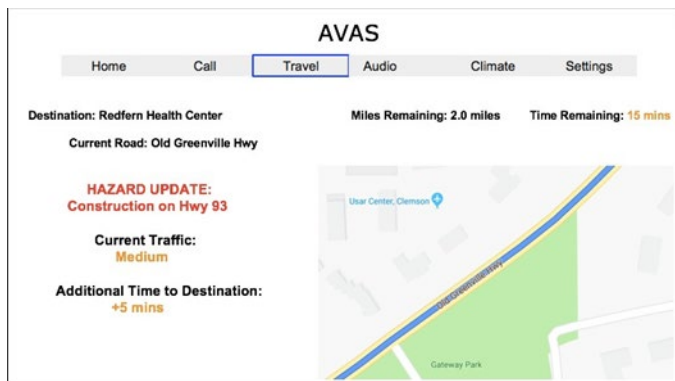 AVAS
Home Call Travel Audio Climate Settings
Destination: Redfern Health Center
Miles Remaining: 2.0 miles
Time Remaining: 15 mins
Current Road: Old Greenville Hwy
HAZARD UPDATE:
Construction on Hwy 93
Current Traffic:
Medium
Additional Time to Destination:
+5 mins
Usar Center, Clemson
Old Greenville Hwy
Gateway Park